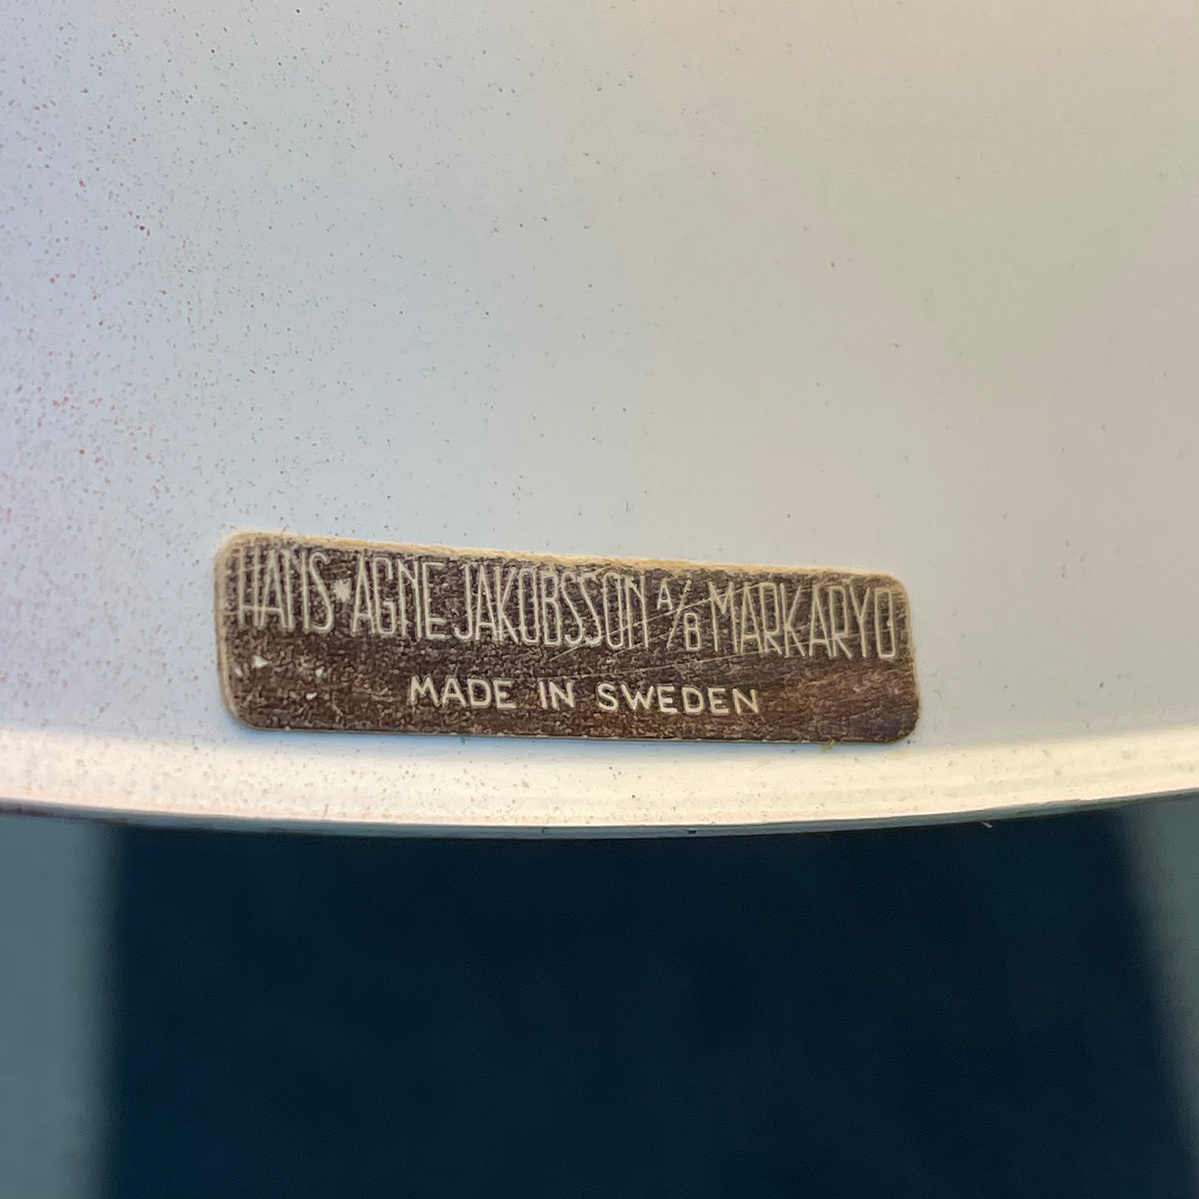 HANS-AGNE JAKOBSSON A/B MARKARYD
MADE IN SWEDEN